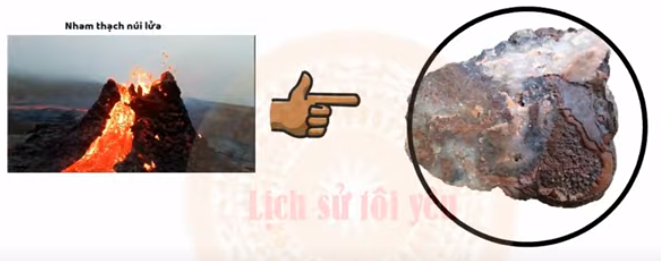 Nham thạch núi lửa
Lịch sử tôi yêu